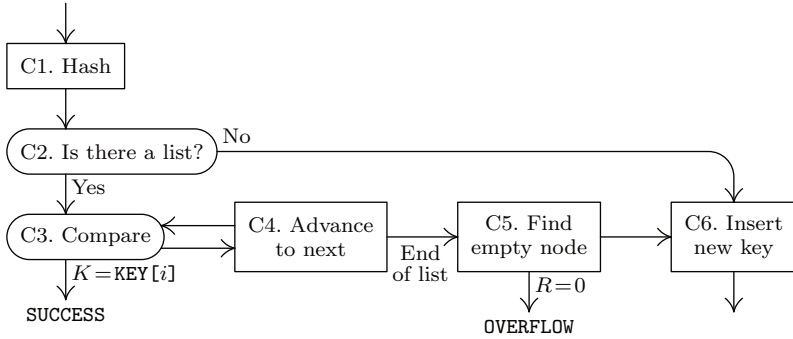 C1. Hash
C2. Is there a list?
No
Yes
C3. Compare
C4. Advance
to next
End
of list
C5. Find
empty node
C6. Insert
new key
K = KEY[i]
R = 0
SUCCESS
OVERFLOW